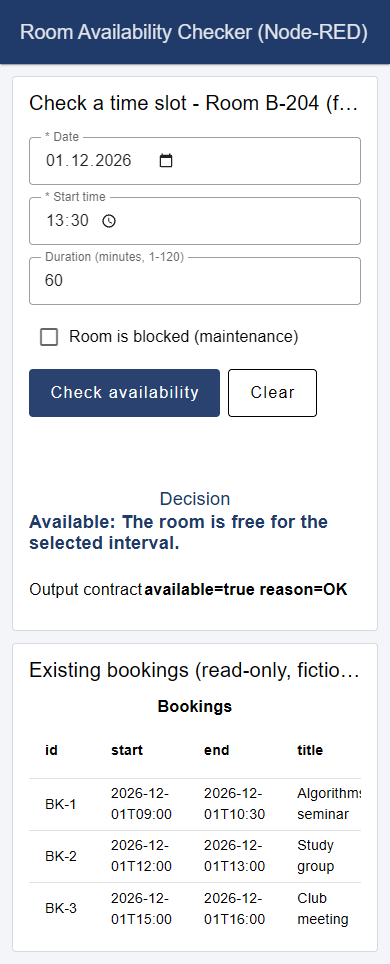 Room Availability Checker (Node-RED)
Check a time slot - Room B-204 (f…
* Date
01.12.2026
* Start time
13:30
Duration (minutes, 1-120)
60
Room is blocked (maintenance)
Check availability Clear
Decision
Available: The room is free for the
selected interval.
Output contract available=true reason=OK
Existing bookings (read-only, fictio…
Bookings
id start end title
BK-1 2026-12-01T09:00 2026-12-01T10:30 Algorithms seminar
BK-2 2026-12-01T12:00 2026-12-01T13:00 Study group
BK-3 2026-12-01T15:00 2026-12-01T16:00 Club meeting